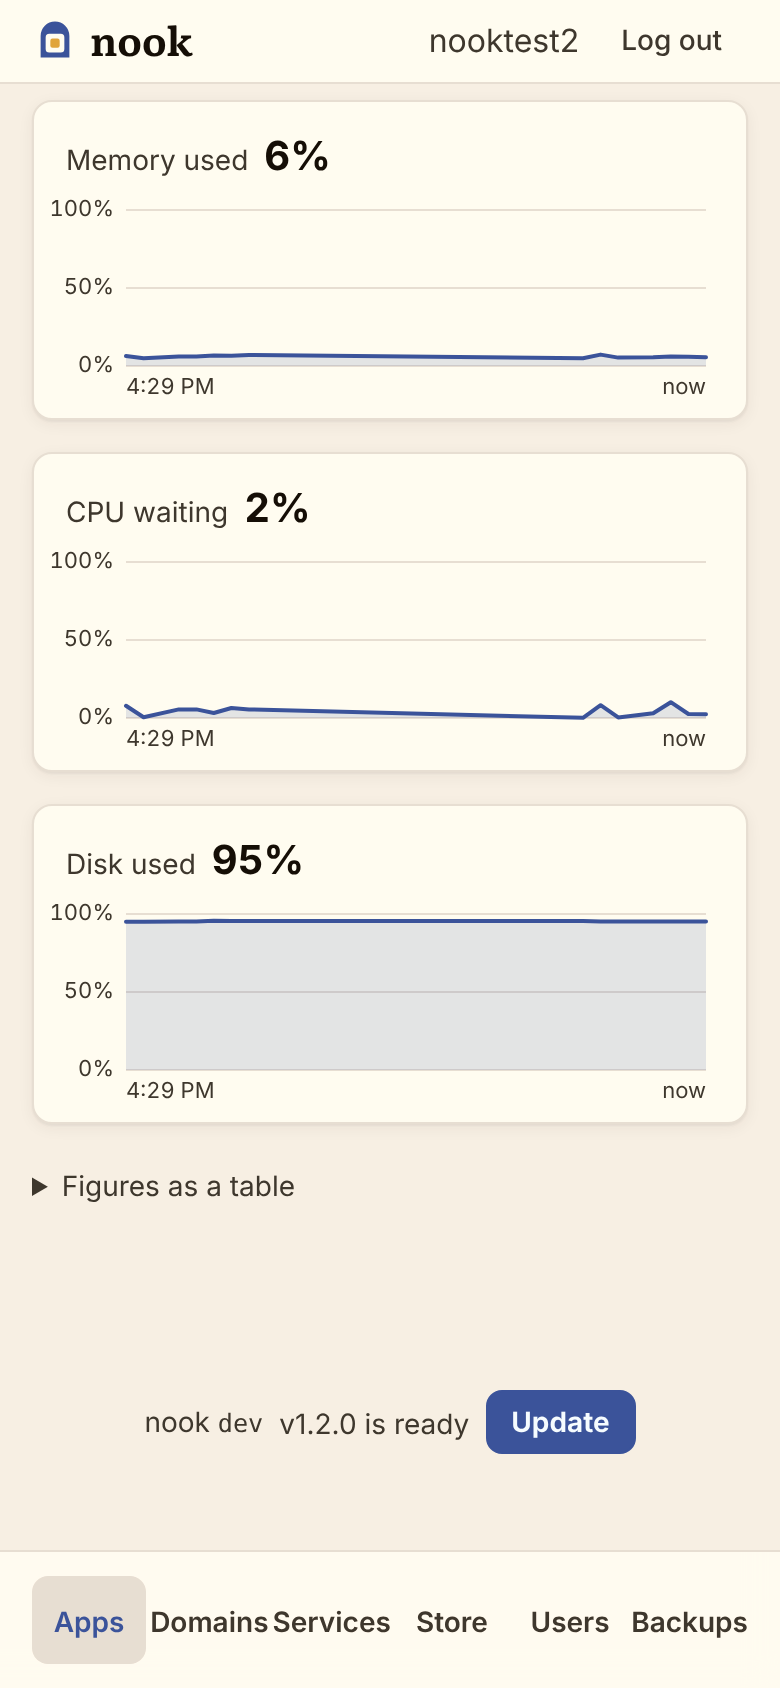 nook
nooktest2 Log out
Memory used 6%
100%
50%
0%
4:29 PM now
CPU waiting 2%
100%
50%
0%
4:29 PM now
Disk used 95%
100%
50%
0%
4:29 PM now
Figures as a table
nook dev v1.2.0 is ready Update
Apps Domains Services Store Users Backups